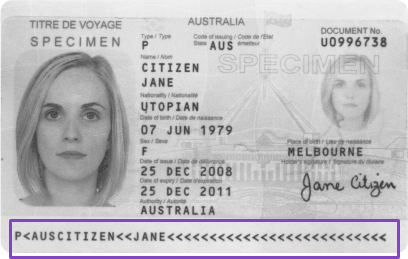 TITRE DE VOYAGE
AUSTRALIA
SPECIMEN
Type / Type
Code of issuing / Code de l'Etat
State émetteur
DOCUMENT No.
P AUS
U0996738
Name / Nom
CITIZEN
JANE
SPECIMEN
Nationality / Nationalité
UTOPIAN
Date of birth / Date de naissance
07 JUN 1979
Sex / Sexe
Place of birth / Lieu de naissance
F
MELBOURNE
Date of issue / Date de délivrance
Holder's signature / Signature du titulaire
25 DEC 2008
Jane Citizen
Date of expiry / Date d'expiration
25 DEC 2011
Authority / Autorité
AUSTRALIA
P<AUSCITIZEN<<JANE<<<<<<<<<<<<<<<<<<<<<<<<<<